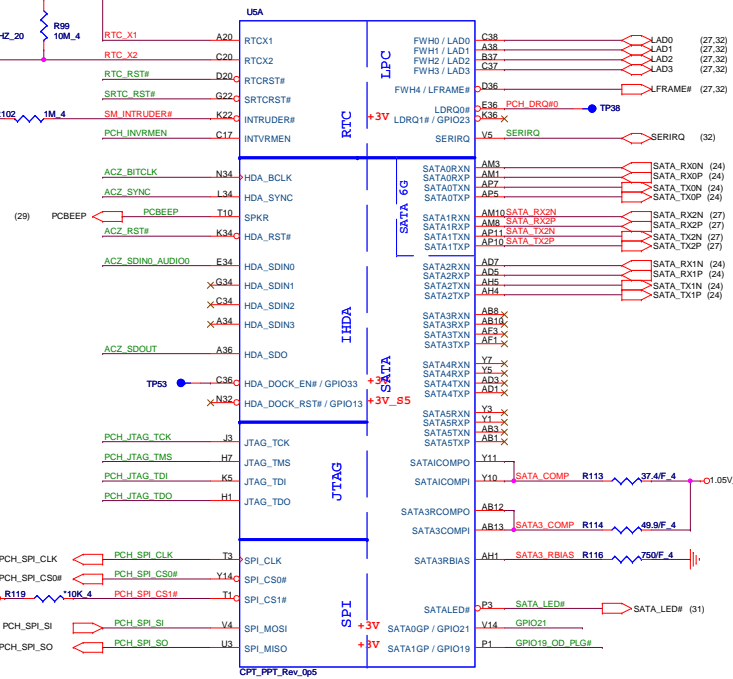 U5A
R99
10M_4
HZ_20
RTC_X1 A20 RTCX1
RTC_X2 C20 RTCX2
RTC_RST# D20 RTCRST#
SRTC_RST# G22 SRTCRST#
R102 1M_4 SM_INTRUDER# K22 INTRUDER#
PCH_INVRMEN C17 INTVRMEN
RTC
LPC
+3V
FWH0 / LAD0 C38 LAD0 (27,32)
FWH1 / LAD1 A38 LAD1 (27,32)
FWH2 / LAD2 B37 LAD2 (27,32)
FWH3 / LAD3 C37 LAD3 (27,32)
FWH4 / LFRAME# D36 LFRAME# (27,32)
LDRQ0# E36 PCH_DRQ#0 TP38
LDRQ1# / GPIO23 K36
SERIRQ V5 SERIRQ SERIRQ (32)
ACZ_BITCLK N34 HDA_BCLK
ACZ_SYNC L34 HDA_SYNC
(29) PCBEEP PCBEEP T10 SPKR
ACZ_RST# K34 HDA_RST#
ACZ_SDIN0_AUDIO0 E34 HDA_SDIN0
G34 HDA_SDIN1
C34 HDA_SDIN2
A34 HDA_SDIN3
ACZ_SDOUT A36 HDA_SDO
TP53 C36 HDA_DOCK_EN# / GPIO33 +3V
N32 HDA_DOCK_RST# / GPIO13 +3V_S5
IHDA
SATA 6G
SATA
SATA0RXN AM3 SATA_RX0N (24)
SATA0RXP AM1 SATA_RX0P (24)
SATA0TXN AP7 SATA_TX0N (24)
SATA0TXP AP5 SATA_TX0P (24)
SATA1RXN AM10 SATA_RX2N SATA_RX2N (27)
SATA1RXP AM8 SATA_RX2P SATA_RX2P (27)
SATA1TXN AP11 SATA_TX2N SATA_TX2N (27)
SATA1TXP AP10 SATA_TX2P SATA_TX2P (27)
SATA2RXN AD7 SATA_RX1N (24)
SATA2RXP AD5 SATA_RX1P (24)
SATA2TXN AH5 SATA_TX1N (24)
SATA2TXP AH4 SATA_TX1P (24)
SATA3RXN AB8
SATA3RXP AB10
SATA3TXN AF3
SATA3TXP AF1
SATA4RXN Y7
SATA4RXP Y5
SATA4TXN AD3
SATA4TXP AD1
SATA5RXN Y3
SATA5RXP Y1
SATA5TXN AB3
SATA5TXP AB1
PCH_JTAG_TCK J3 JTAG_TCK
PCH_JTAG_TMS H7 JTAG_TMS
PCH_JTAG_TDI K5 JTAG_TDI
PCH_JTAG_TDO H1 JTAG_TDO
JTAG
SATAICOMPO Y11
SATAICOMPI Y10 SATA_COMP R113 37.4/F_4 1.05V
SATA3RCOMPO AB12
SATA3COMPI AB13 SATA3_COMP R114 49.9/F_4
SATA3RBIAS AH1 SATA3_RBIAS R116 750/F_4
PCH_SPI_CLK PCH_SPI_CLK T3 SPI_CLK
PCH_SPI_CS0# PCH_SPI_CS0# Y14 SPI_CS0#
R119 *10K_4 PCH_SPI_CS1# T1 SPI_CS1#
PCH_SPI_SI PCH_SPI_SI V4 SPI_MOSI
PCH_SPI_SO PCH_SPI_SO U3 SPI_MISO
SPI
SATALED# P3 SATA_LED# SATA_LED# (31)
+3V SATA0GP / GPIO21 V14 GPIO21
+3V SATA1GP / GPIO19 P1 GPIO19_OD_PLG#
CPT_PPT_Rev_0p5